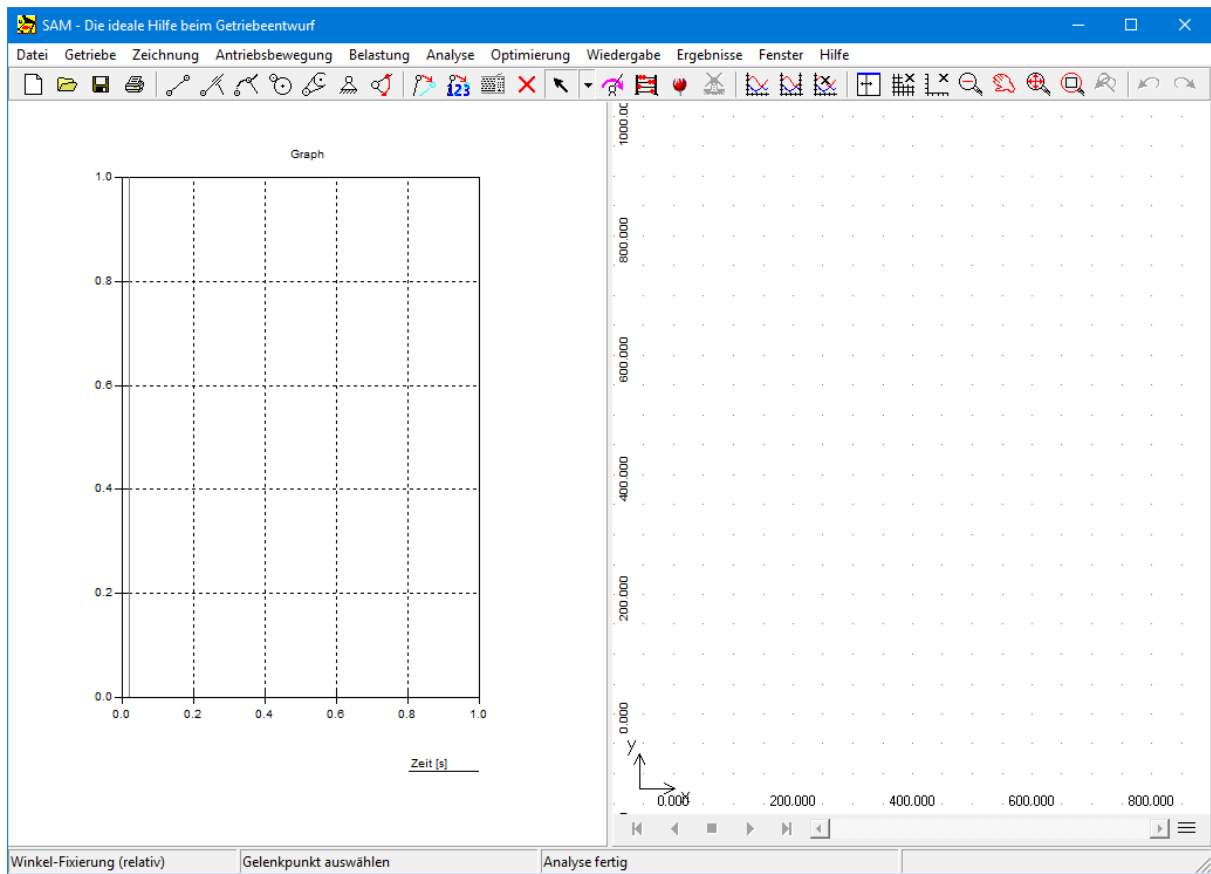 SAM - Die ideale Hilfe beim Getriebeentwurf
Datei Getriebe Zeichnung Antriebsbewegung Belastung Analyse Optimierung Wiedergabe Ergebnisse Fenster Hilfe
123
Graph
1.0
0.8
0.6
0.4
0.2
0.0
0.0 0.2 0.4 0.6 0.8 1.0
Zeit [s]
800.000
600.000
400.000
200.000
0.000
y
x
0.000 200.000 400.000 600.000 800.000
Winkel-Fixierung (relativ) Gelenkpunkt auswählen Analyse fertig